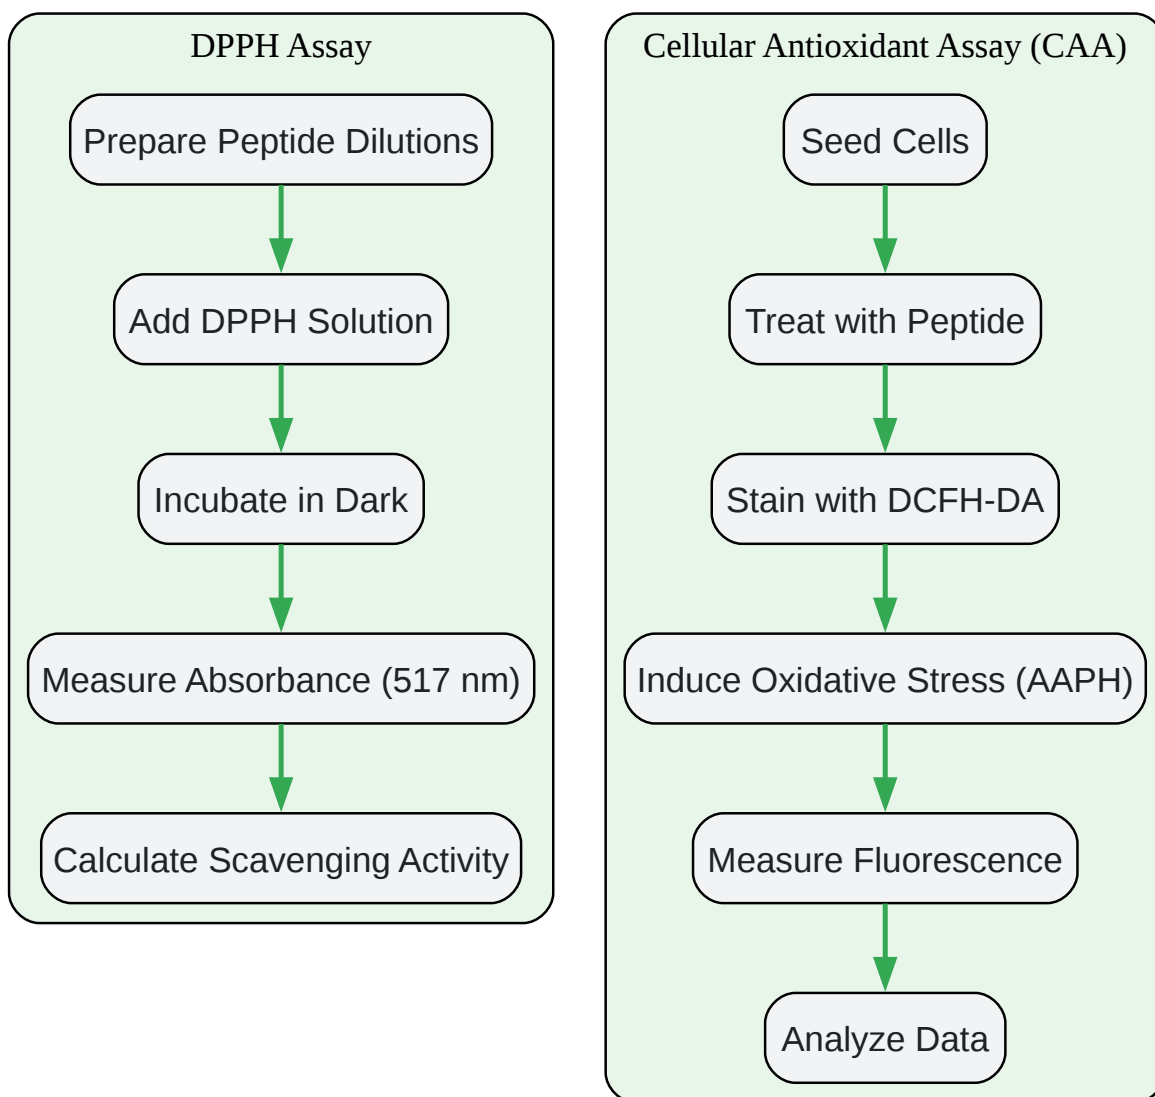 DPPH Assay
Prepare Peptide Dilutions
Add DPPH Solution
Incubate in Dark
Measure Absorbance (517 nm)
Calculate Scavenging Activity
Cellular Antioxidant Assay (CAA)
Seed Cells
Treat with Peptide
Stain with DCFH-DA
Induce Oxidative Stress (AAPH)
Measure Fluorescence
Analyze Data